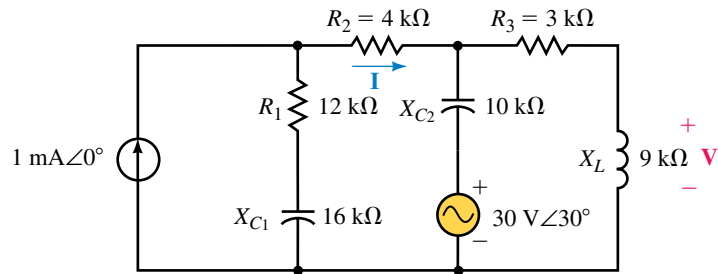 R2 = 4 kΩ
R3 = 3 kΩ
I
R1
12 kΩ
XC2
10 kΩ
1 mA∠0°
XL
9 kΩ
+
V
−
XC1
16 kΩ
+
30 V∠30°
−